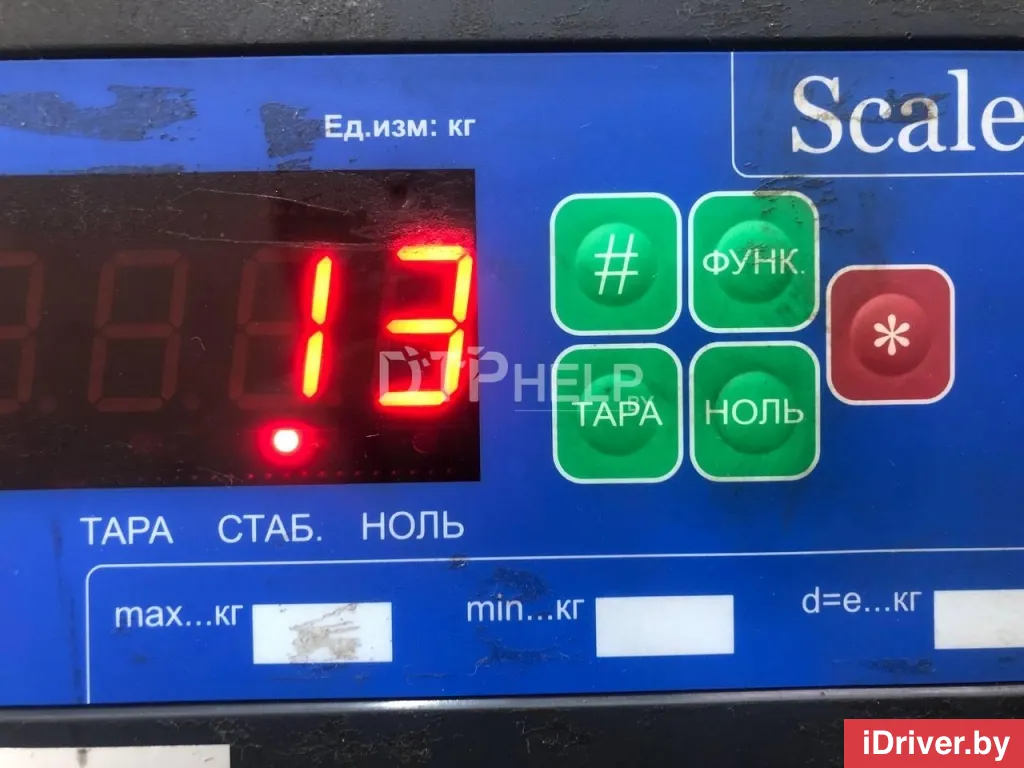 Scale
Ед.изм: кг
13
#
ФУНК.
*
DTPHELP
BY
ТАРА
НОЛЬ
ТАРА СТАБ. НОЛЬ
max...кг
min...кг
d=e...кг
iDriver.by